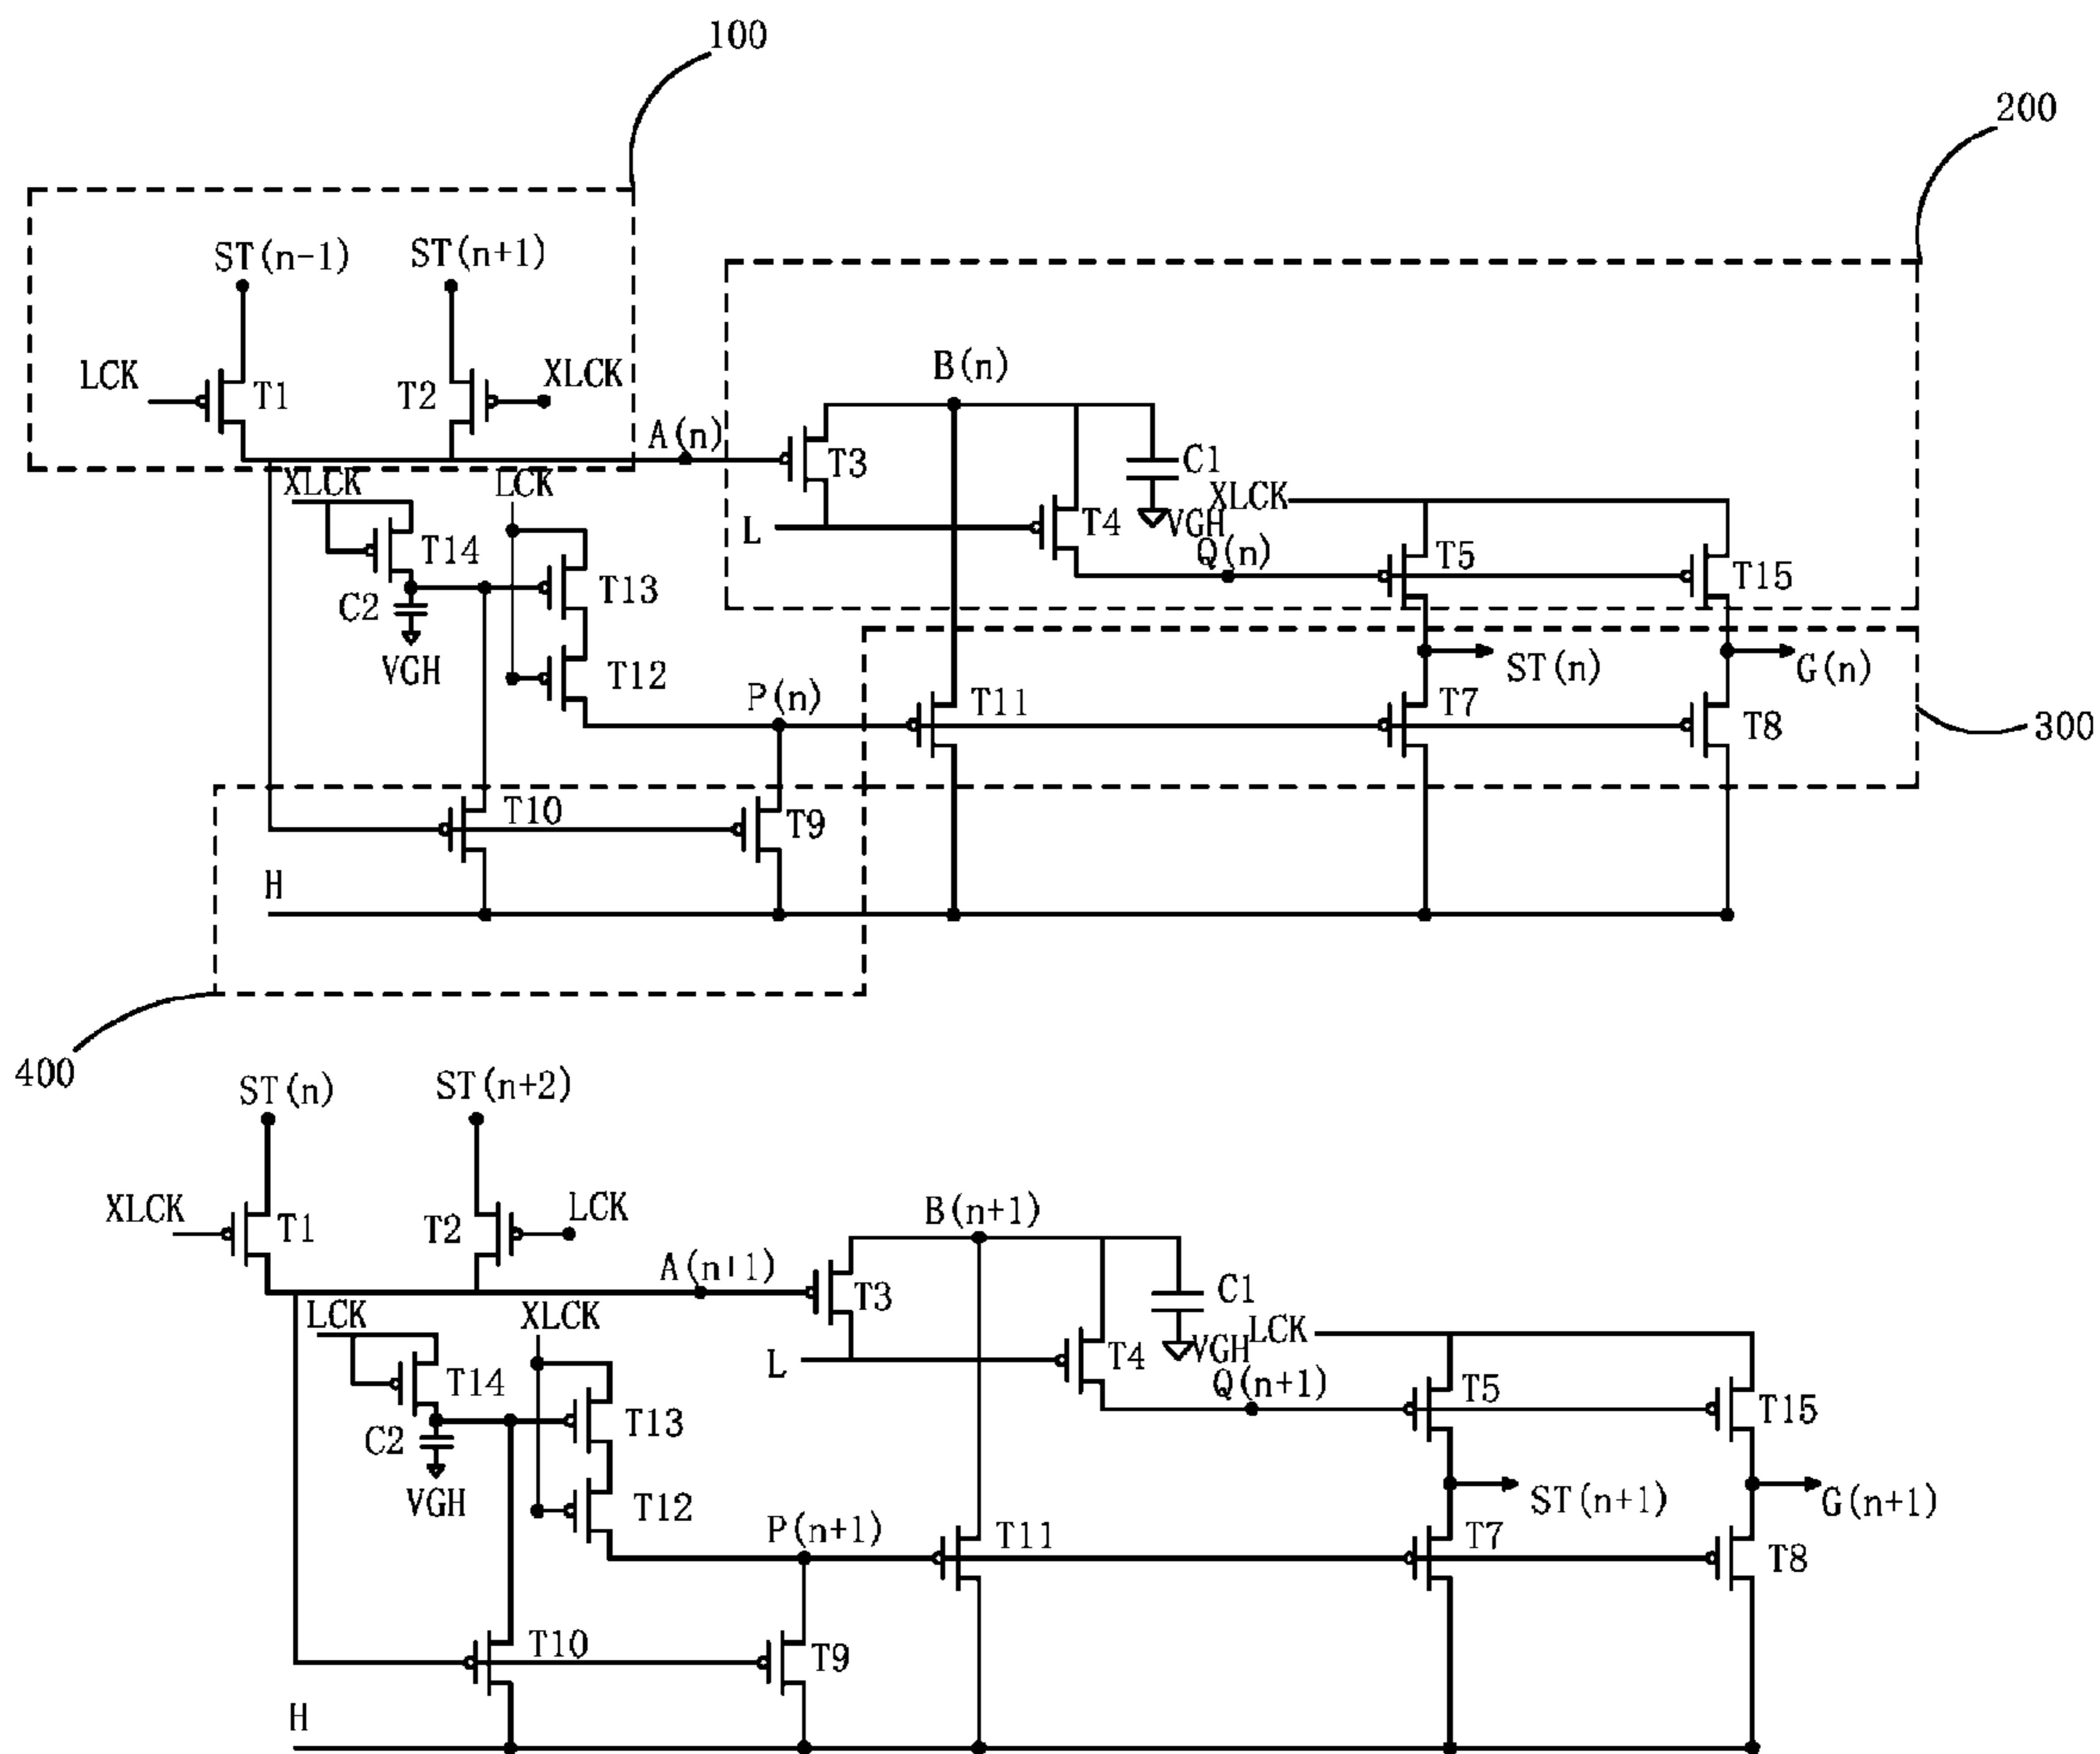 100
200
ST(n-1)
ST(n+1)
LCK
T1
T2
XLCK
A(n)
B(n)
T3
C1
XLCK
LCK
XLCK
L
T4
VGH
Q(n)
T5
T15
T14
T13
C2
VGH
T12
P(n)
T11
ST(n)
G(n)
T7
T8
300
T10
T9
H
400
ST(n)
ST(n+2)
XLCK
T1
T2
LCK
A(n+1)
B(n+1)
T3
C1
LCK
XLCK
LCK
L
T4
VGH
Q(n+1)
T5
T15
T14
T13
C2
VGH
T12
P(n+1)
T11
ST(n+1)
G(n+1)
T7
T8
T10
T9
H